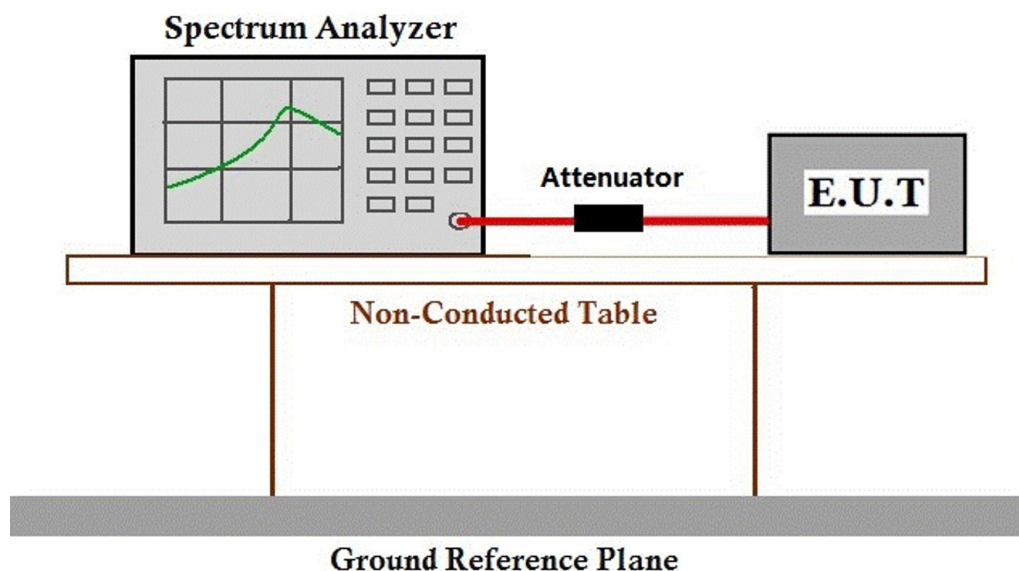 Spectrum Analyzer
Attenuator
E.U.T
Non-Conducted Table
Ground Reference Plane